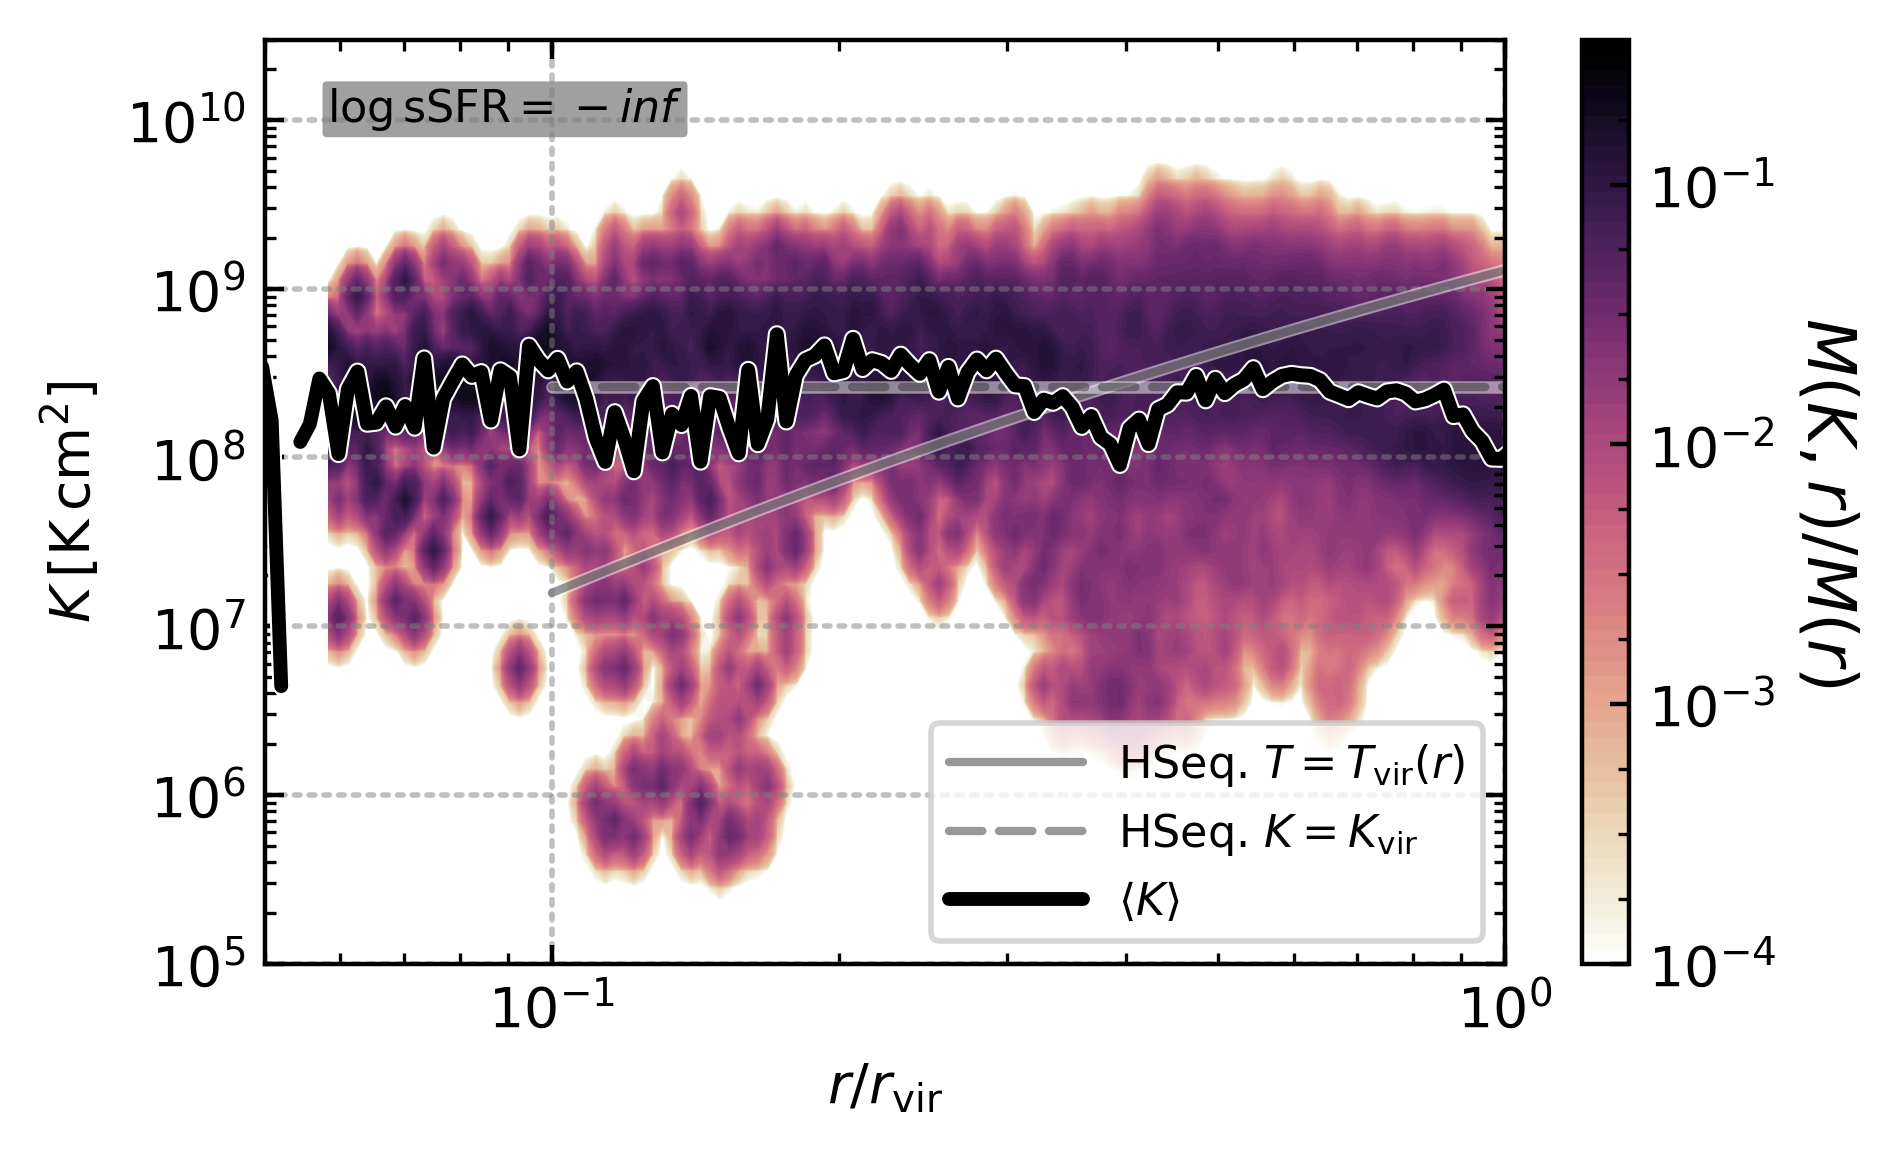 log sSFR = − inf
10^10
10^9
10^8
10^7
10^6
10^5
K [K cm^2]
10^−1
10^0
r/r_vir
HSeq. T = T_vir(r)
HSeq. K = K_vir
⟨K⟩
10^−1
10^−2
10^−3
10^−4
M(K, r)/M(r)